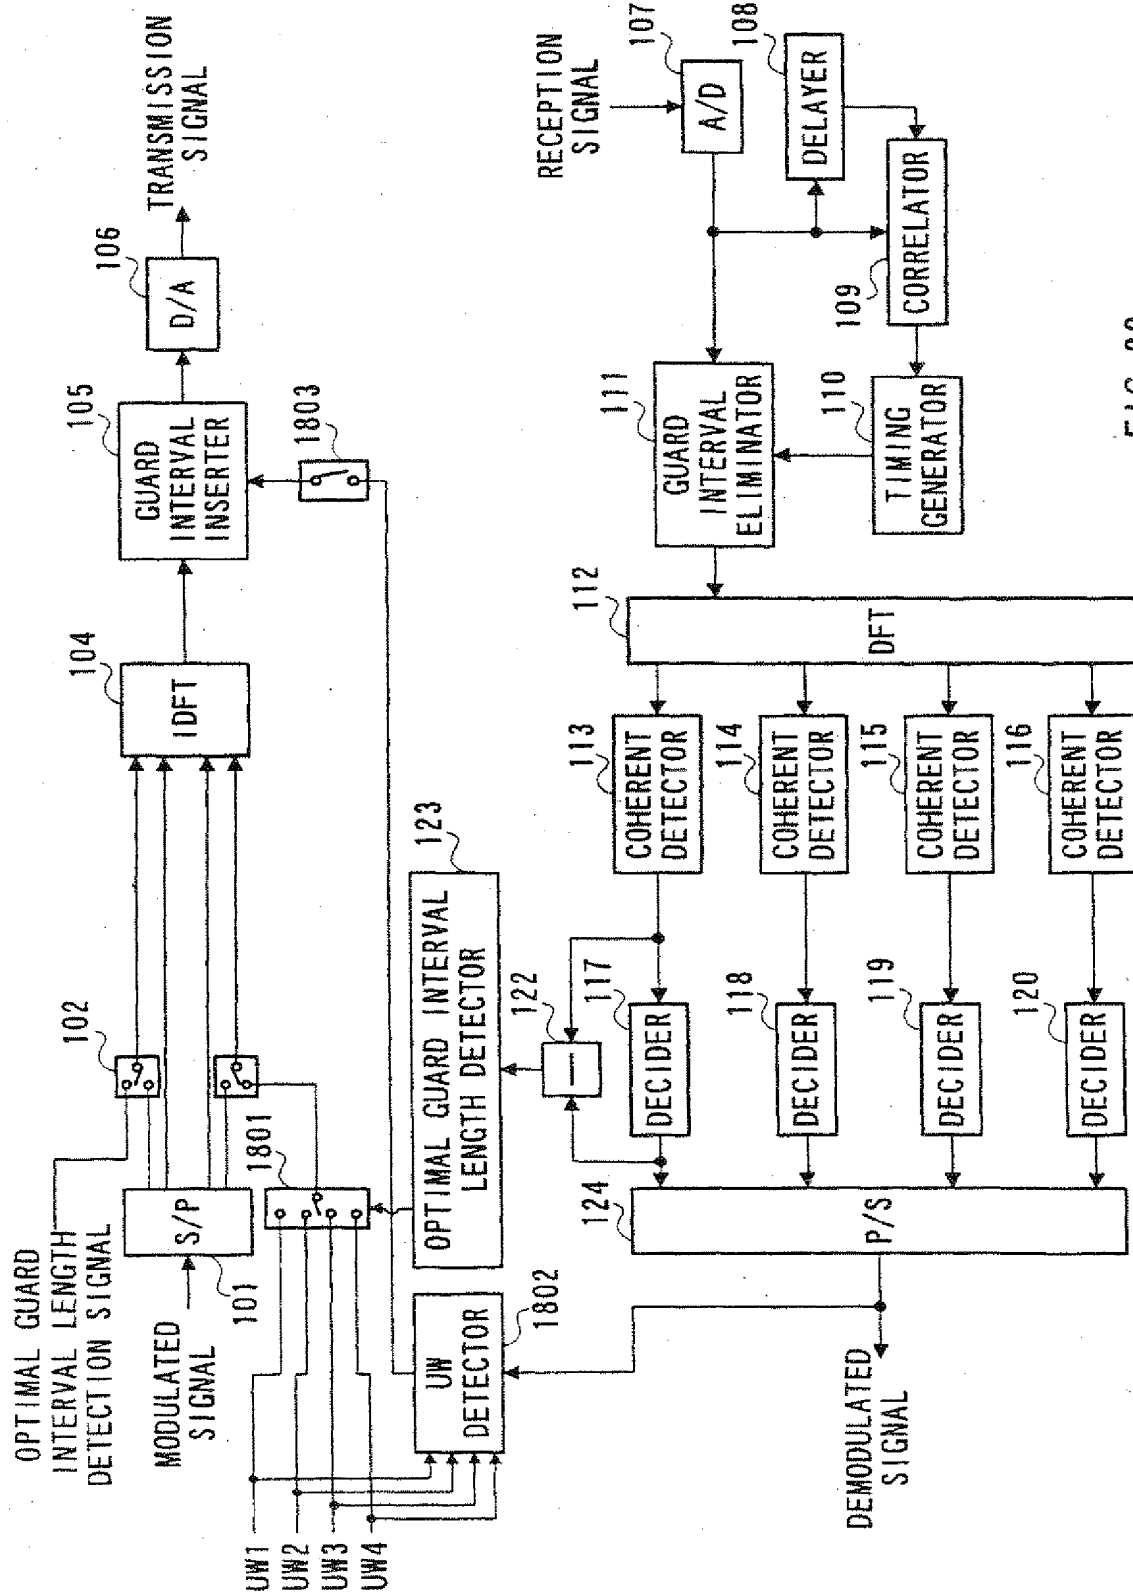 OPTIMAL GUARD
INTERVAL LENGTH
DETECTION SIGNAL
MODULATED
SIGNAL
101
S/P
102
104
IDFT
105
GUARD
INTERVAL
INSERTER
106
D/A
TRANSMISSION
SIGNAL
1803
1801
UW1
UW2
UW3
UW4
UW
DETECTOR
1802
OPTIMAL GUARD INTERVAL
LENGTH DETECTOR
123
122
RECEPTION
SIGNAL
107
A/D
108
DELAYER
109
CORRELATOR
110
TIMING
GENERATOR
111
GUARD
INTERVAL
ELIMINATOR
112
DFT
113
COHERENT
DETECTOR
114
COHERENT
DETECTOR
115
COHERENT
DETECTOR
116
COHERENT
DETECTOR
117
DECIDER
118
DECIDER
119
DECIDER
120
DECIDER
124
P/S
DEMODULATED
SIGNAL